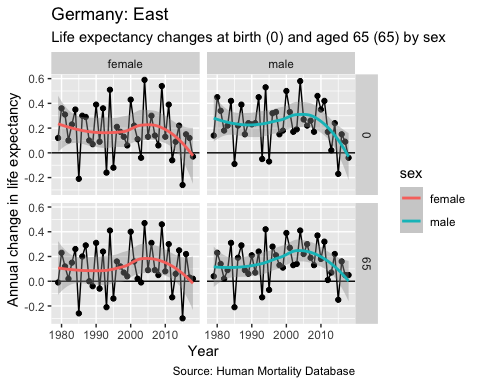 Germany: East
Life expectancy changes at birth (0) and aged 65 (65) by sex
female
male
0.6
0.4
0.2
0.0
-0.2
0
0.6
0.4
0.2
0.0
-0.2
65
1980 1990 2000 2010
1980 1990 2000 2010
Annual change in life expectancy
Year
sex
female
male
Source: Human Mortality Database